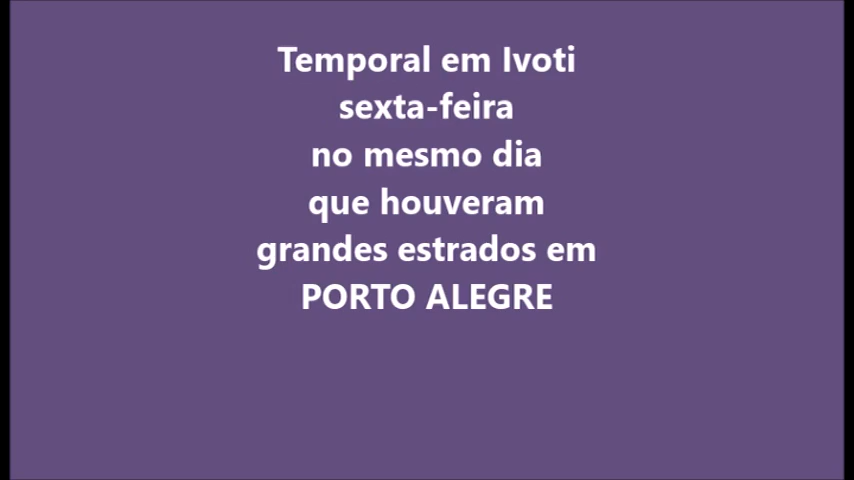 Temporal em Ivoti
sexta-feira
no mesmo dia
que houveram
grandes estrados em
PORTO ALEGRE